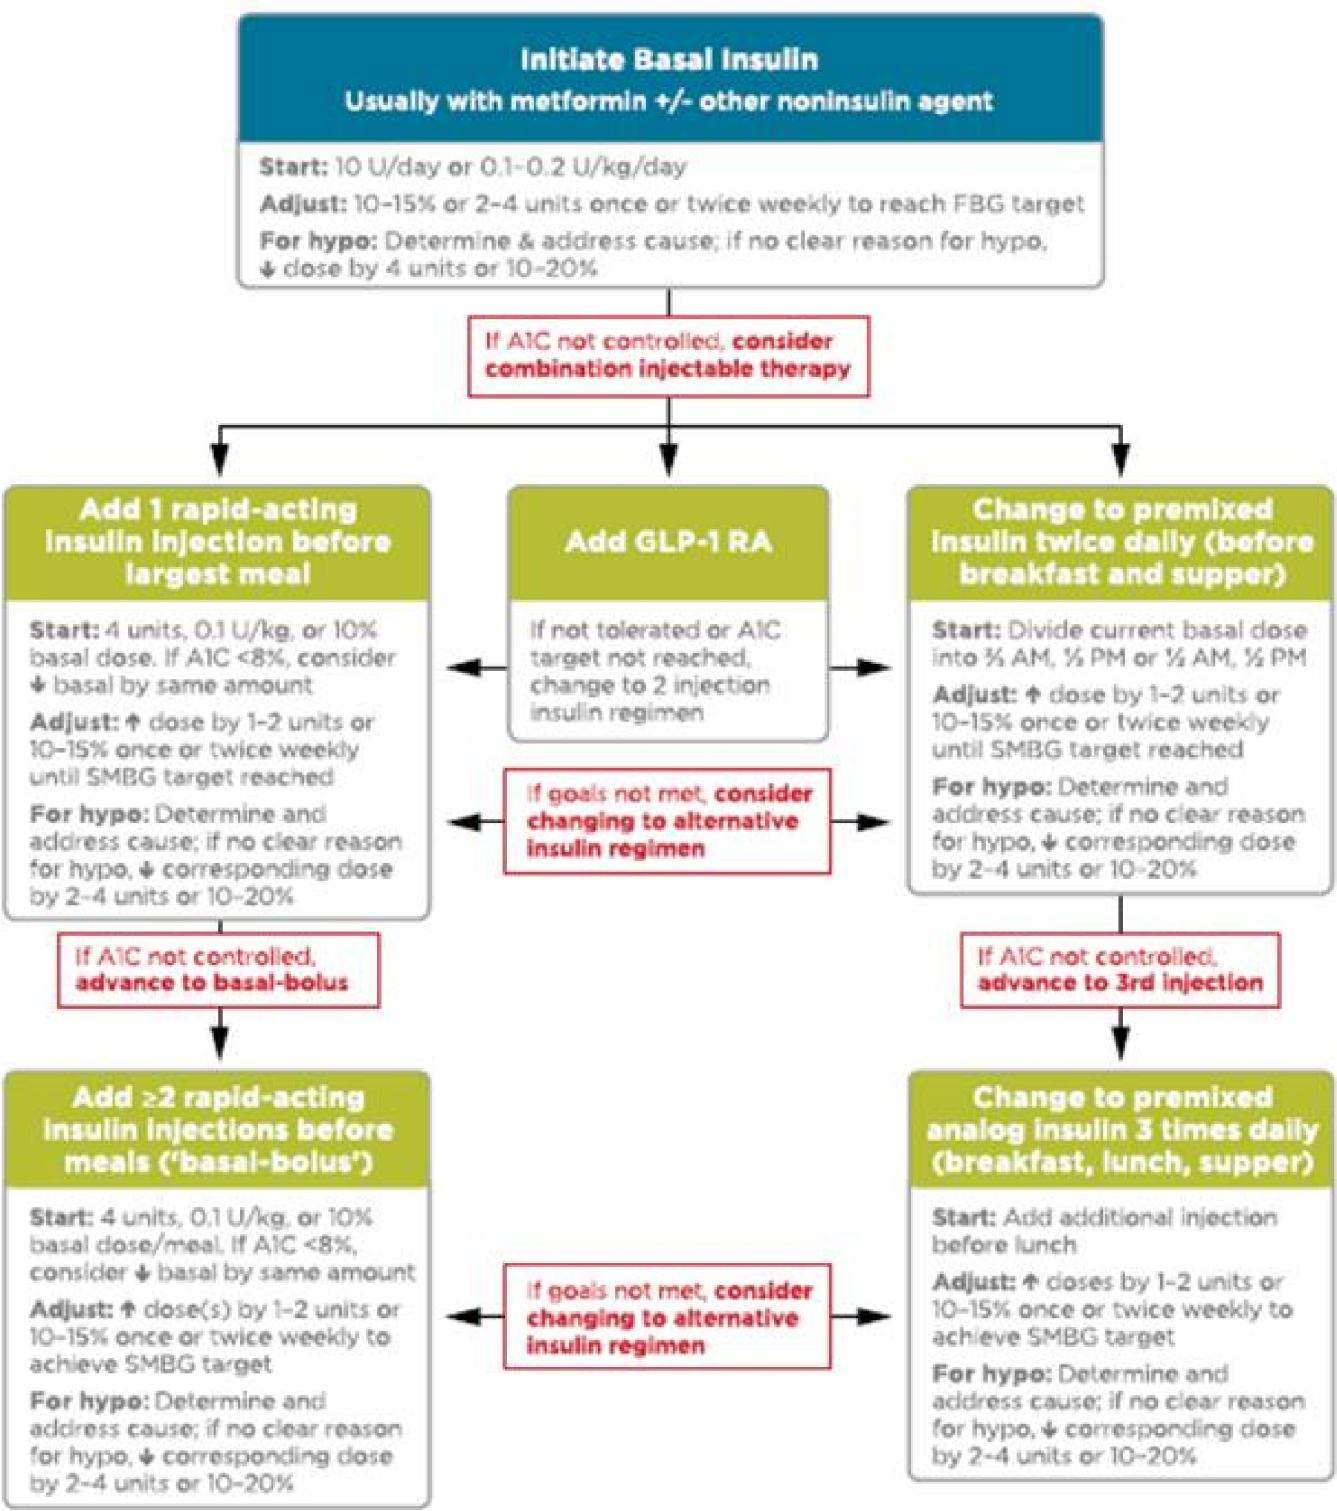 Initiate Basal Insulin
Usually with metformin +/- other noninsulin agent
Start: 10 U/day or 0.1-0.2 U/kg/day
Adjust: 10-15% or 2-4 units once or twice weekly to reach FBG target
For hypo: Determine & address cause; if no clear reason for hypo,
↓ dose by 4 units or 10-20%
If A1C not controlled, consider
combination injectable therapy
Add 1 rapid-acting
insulin injection before
largest meal
Start: 4 units, 0.1 U/kg, or 10%
basal dose. If A1C <8%, consider
↓ basal by same amount
Adjust: ↑ dose by 1-2 units or
10-15% once or twice weekly
until SMBG target reached
For hypo: Determine and
address cause; if no clear reason
for hypo, ↓ corresponding dose
by 2-4 units or 10-20%
Add GLP-1 RA
If not tolerated or A1C
target not reached,
change to 2 injection
insulin regimen
If goals not met, consider
changing to alternative
insulin regimen
Change to premixed
insulin twice daily (before
breakfast and supper)
Start: Divide current basal dose
into ⅔ AM, ⅓ PM or ½ AM, ½ PM
Adjust: ↑ dose by 1-2 units or
10-15% once or twice weekly
until SMBG target reached
For hypo: Determine and
address cause; if no clear reason
for hypo, ↓ corresponding dose
by 2-4 units or 10-20%
If A1C not controlled,
advance to basal-bolus
If A1C not controlled,
advance to 3rd injection
Add ≥2 rapid-acting
insulin injections before
meals ('basal-bolus')
Start: 4 units, 0.1 U/kg, or 10%
basal dose/meal. If A1C <8%,
consider ↓ basal by same amount
Adjust: ↑ dose(s) by 1-2 units or
10-15% once or twice weekly to
achieve SMBG target
For hypo: Determine and
address cause; if no clear reason
for hypo, ↓ corresponding dose
by 2-4 units or 10-20%
If goals not met, consider
changing to alternative
insulin regimen
Change to premixed
analog insulin 3 times daily
(breakfast, lunch, supper)
Start: Add additional injection
before lunch
Adjust: ↑ doses by 1-2 units or
10-15% once or twice weekly to
achieve SMBG target
For hypo: Determine and
address cause; if no clear reason
for hypo, ↓ corresponding dose
by 2-4 units or 10-20%